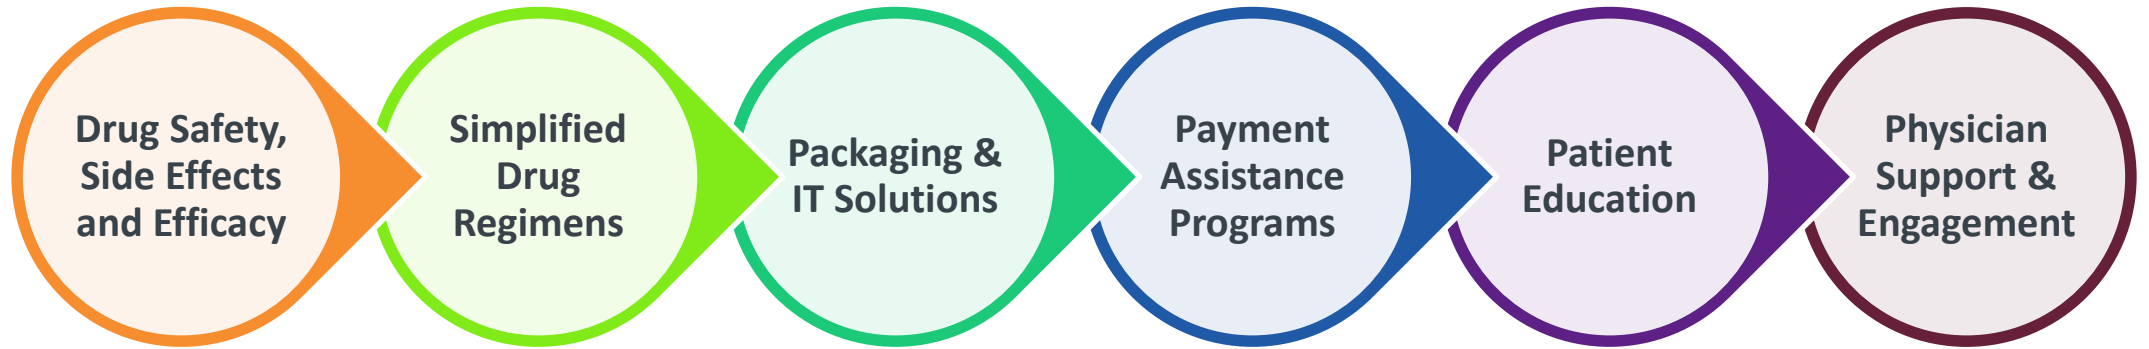 Drug Safety,
Side Effects
and Efficacy
Simplified
Drug
Regimens
Packaging &
IT Solutions
Payment
Assistance
Programs
Patient
Education
Physician
Support &
Engagement